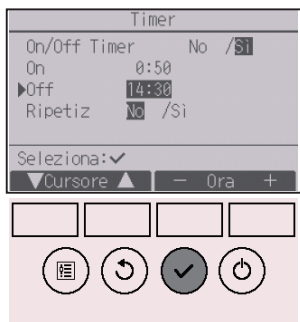 Timer
On/Off Timer No /Sì
On 0:50
▶Off 14:30
Ripetiz No /Sì
Seleziona:✓
▼Cursore ▲ − Ora +